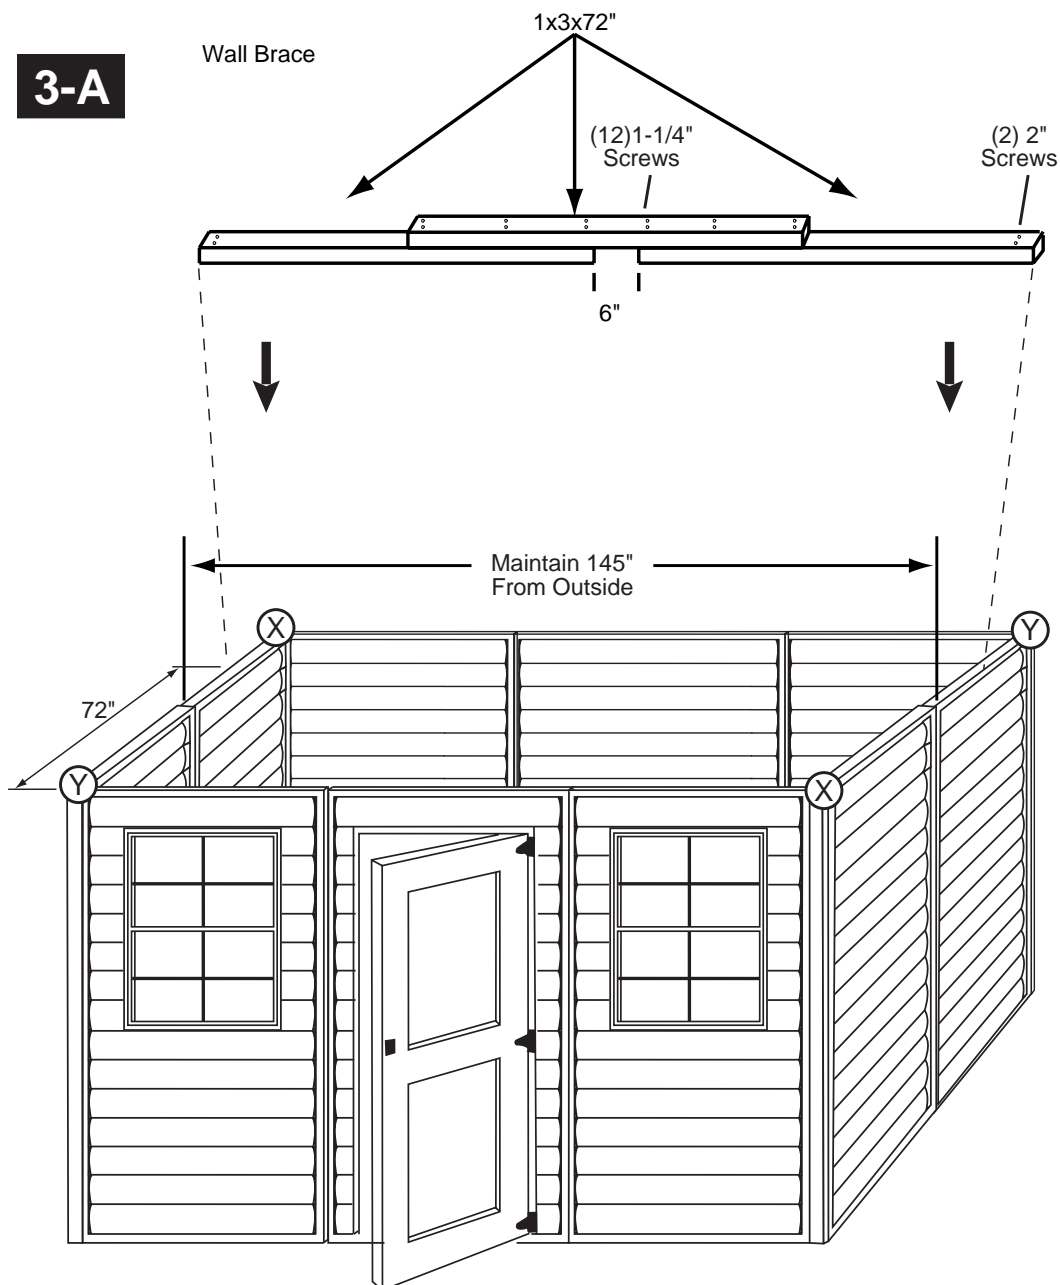 1x3x72"
Wall Brace
3-A
(12)1-1/4"
Screws
(2) 2"
Screws
6"
Maintain 145"
From Outside
X
Y
72"
Y
X